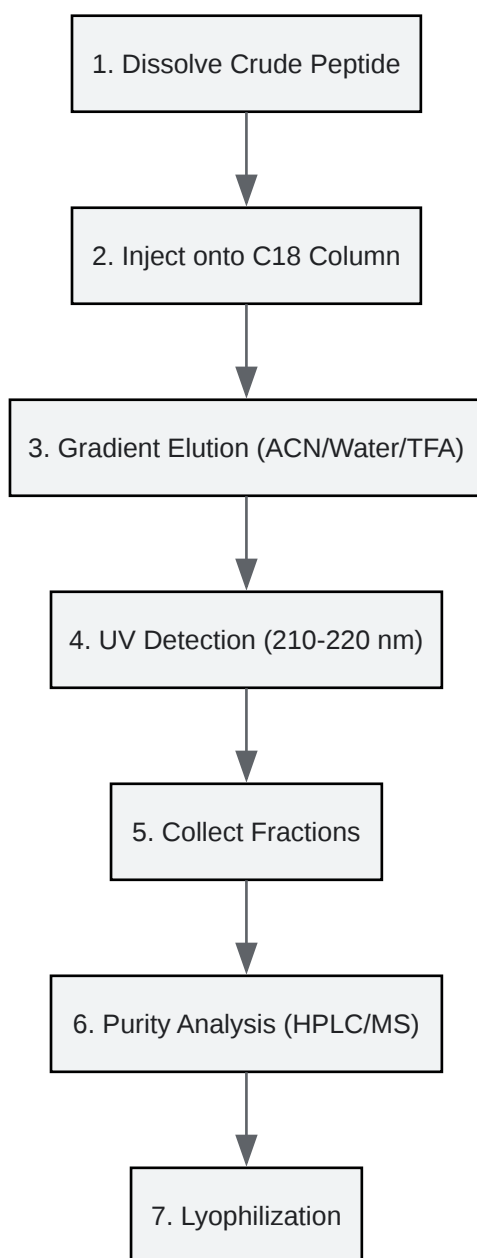 1. Dissolve Crude Peptide
2. Inject onto C18 Column
3. Gradient Elution (ACN/Water/TFA)
4. UV Detection (210-220 nm)
5. Collect Fractions
6. Purity Analysis (HPLC/MS)
7. Lyophilization